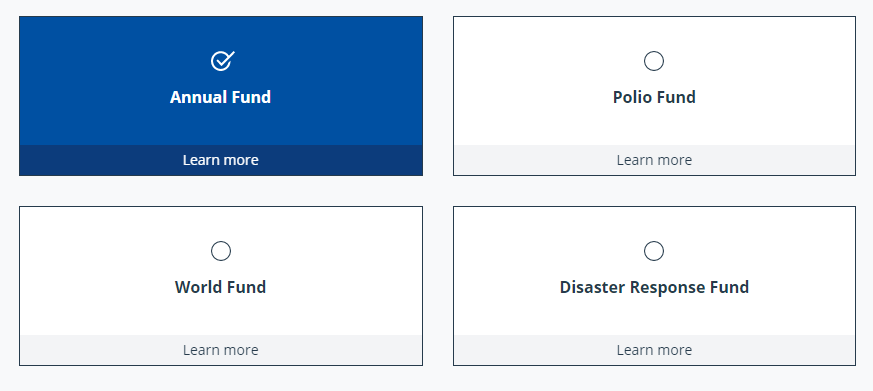 Annual Fund
Learn more
Polio Fund
Learn more
World Fund
Learn more
Disaster Response Fund
Learn more